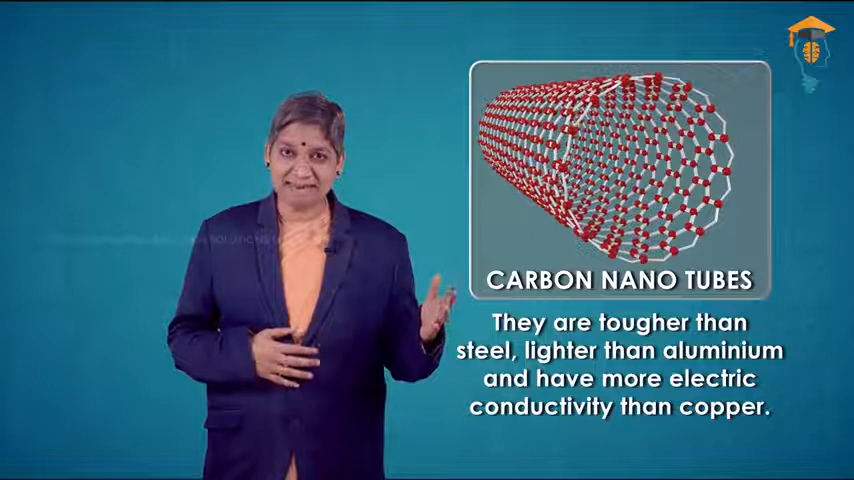 CARBON NANO TUBES
They are tougher than
steel, lighter than aluminium
and have more electric
conductivity than copper.